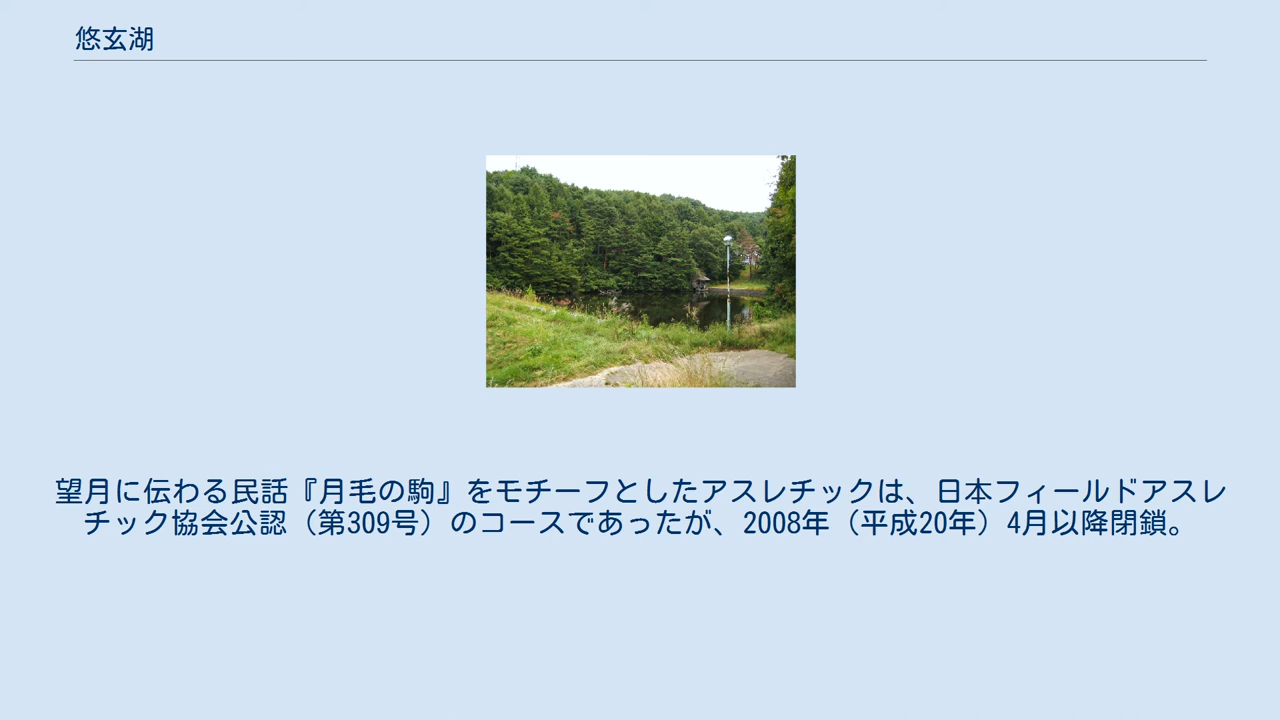 悠玄湖
望月に伝わる民話『月毛の駒』をモチーフとしたアスレチックは、日本フィールドアスレ
チック協会公認（第309号）のコースであったが、2008年（平成20年）4月以降閉鎖。